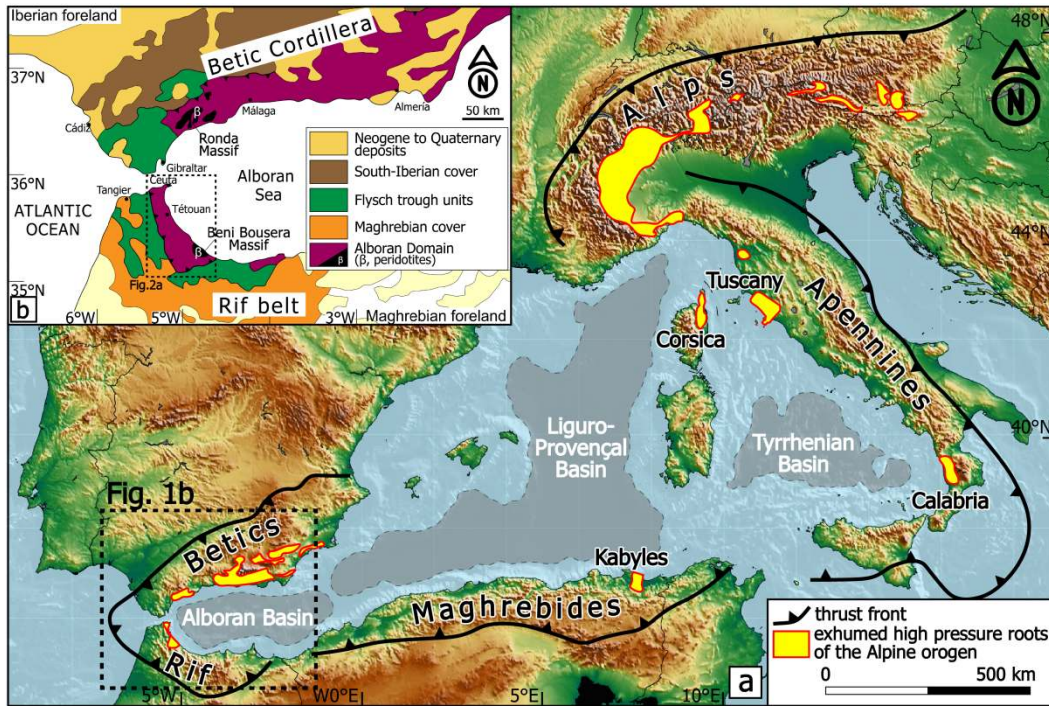 Iberian foreland
b
Betic Cordillera
N
50 km
37°N
36°N
35°N
β
Málaga
Almería
Cádiz
Ronda
Massif
Gibraltar
Ceuta
Tangier
Alboran
Sea
ATLANTIC
OCEAN
Tétouan
Beni Bousera
Massif
β
Fig.2a
Rif belt
6°W
5°W
3°W
Maghrebian foreland
Neogene to Quaternary
deposits
South-Iberian cover
Flysch trough units
Maghrebian cover
Alboran Domain
(β, peridotites)
β
b
48°N
N
Alps
44°N
Tuscany
Corsica
Apennines
Liguro-
Provençal
Basin
Tyrrhenian
Basin
40°N
Calabria
Fig. 1b
Betics
Kabyles
Alboran Basin
Maghrebides
Rif
5°W
W0°E
5°E
10°E
a
thrust front
exhumed high pressure roots
of the Alpine orogen
0
500 km